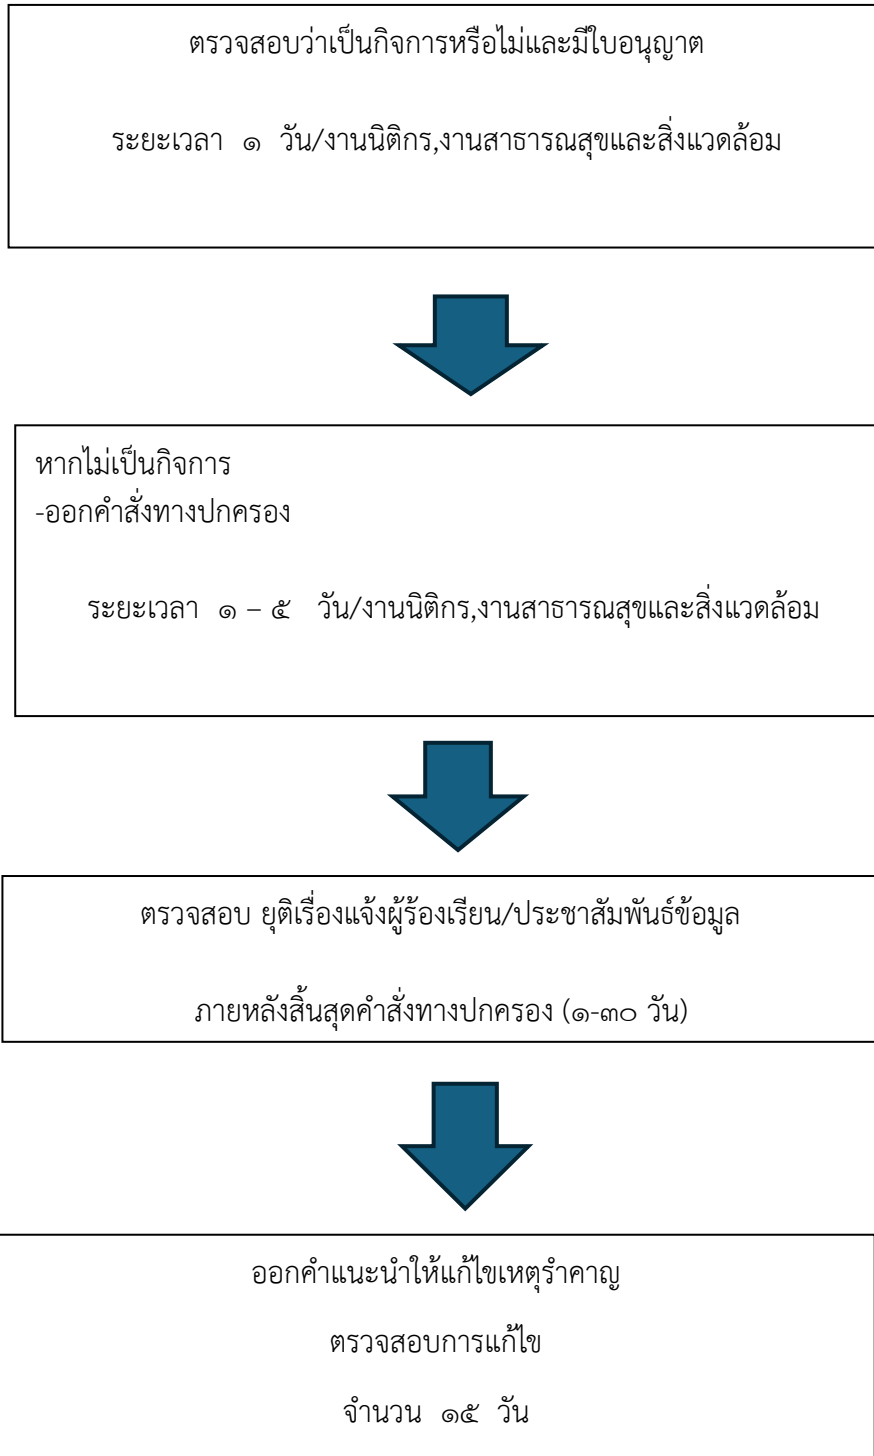 ตรวจสอบว่าเป็นกิจการหรือไม่และมีใบอนุญาต
ระยะเวลา ๑ วัน/งานนิติกร,งานสาธารณสุขและสิ่งแวดล้อม
หากไม่เป็นกิจการ
-ออกคำสั่งทางปกครอง
ระยะเวลา ๑ – ๕ วัน/งานนิติกร,งานสาธารณสุขและสิ่งแวดล้อม
ตรวจสอบ ยุติเรื่องแจ้งผู้ร้องเรียน/ประชาสัมพันธ์ข้อมูล
ภายหลังสิ้นสุดคำสั่งทางปกครอง (๑-๓๐ วัน)
ออกคำแนะนำให้แก้ไขเหตุรำคาญ
ตรวจสอบการแก้ไข
จำนวน ๑๕ วัน